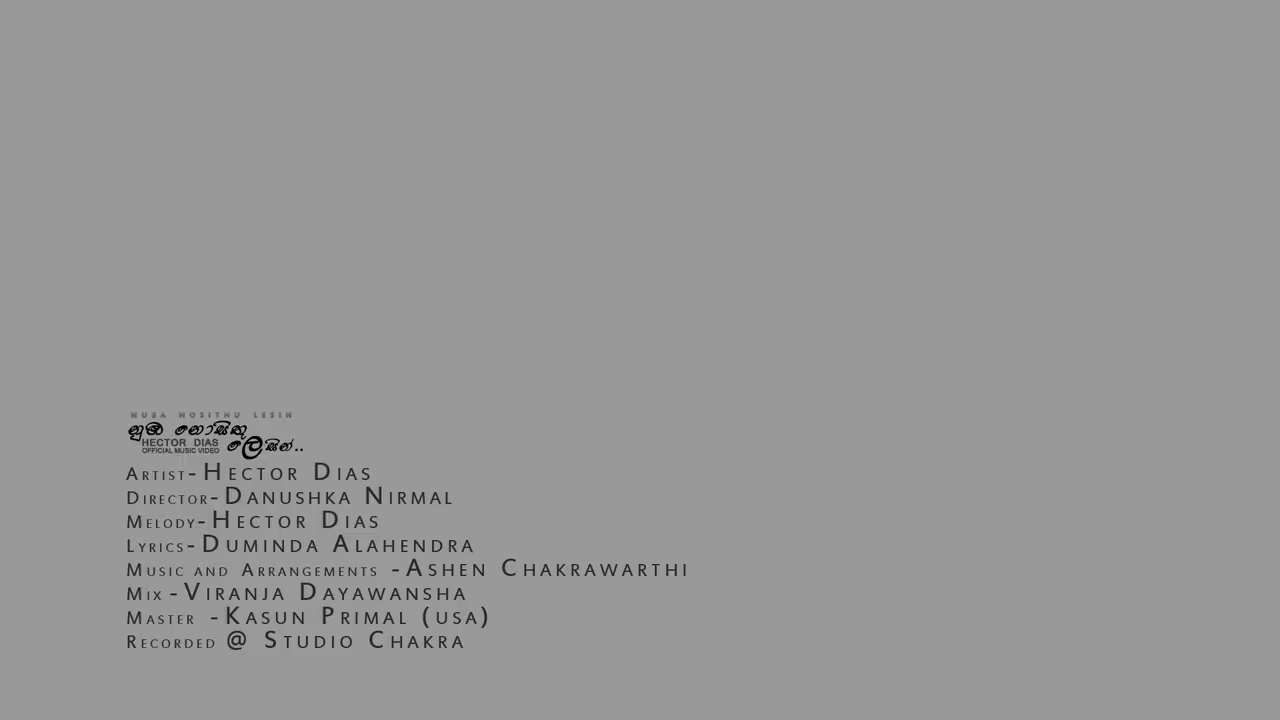 NUBA NOSITHU LESIN
නුඹ නොසිතූ
HECTOR DIAS ලෙසින්..
OFFICIAL MUSIC VIDEO
Artist-Hector Dias
Director-Danushka Nirmal
Melody-Hector Dias
Lyrics-Duminda Alahendra
Music and Arrangements -Ashen Chakrawarthi
Mix -Viranja Dayawansha
Master -Kasun Primal (usa)
Recorded @ Studio Chakra